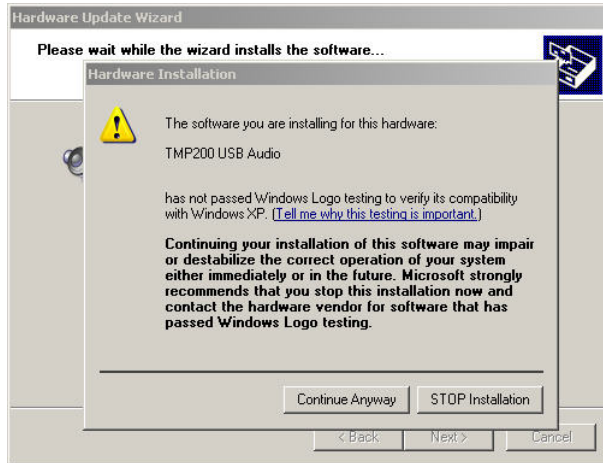 Hardware Update Wizard
Please wait while the wizard installs the software...
Hardware Installation
The software you are installing for this hardware:
TMP200 USB Audio
has not passed Windows Logo testing to verify its compatibility
with Windows XP. (Tell me why this testing is important.)
Continuing your installation of this software may impair
or destabilize the correct operation of your system
either immediately or in the future. Microsoft strongly
recommends that you stop this installation now and
contact the hardware vendor for software that has
passed Windows Logo testing.
Continue Anyway STOP Installation
< Back Next > Cancel